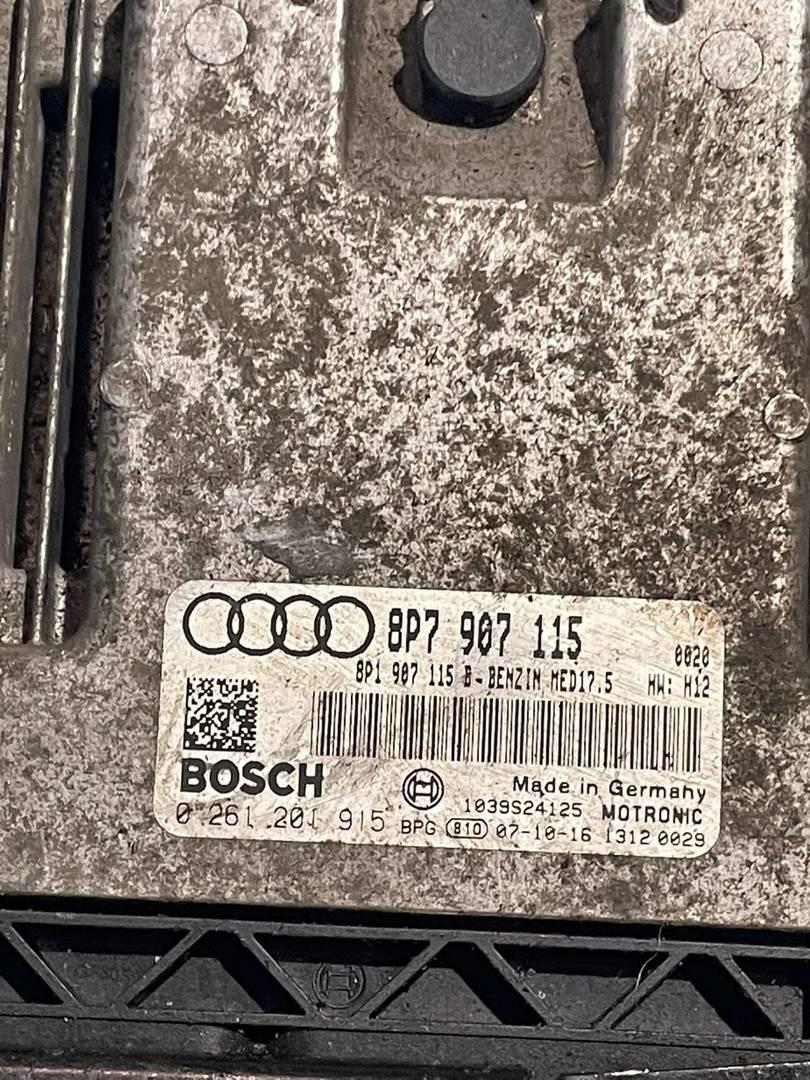 8P7 907 115 0020
8P1 907 115 B - BENZIN MED17.5 HW: H12
BOSCH
Made in Germany
1039S24125 MOTRONIC
0 261 201 915 BPG 810 07-10-16 1312 0029